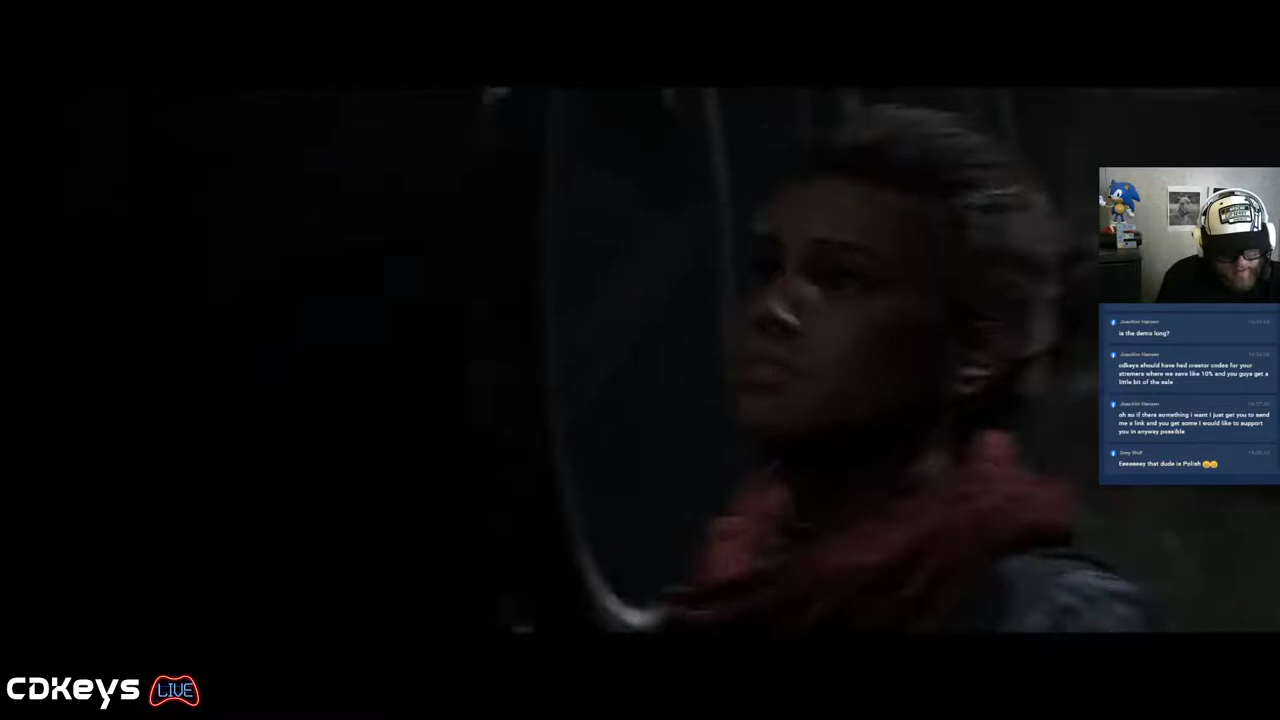 Joachim Hansen
is the demo long?
Joachim Hansen
cdkeys should have hed creator codes for your
stremers where we save like 10% and you guys get a
little bit of the sale
Joachim Hansen
oh so if there something i want I just get you to send
me a link and you get some I would like to support
you in anyway possible
Grey Wolf
Eeeeeeey that dude is Polish
CDKeys LIVE